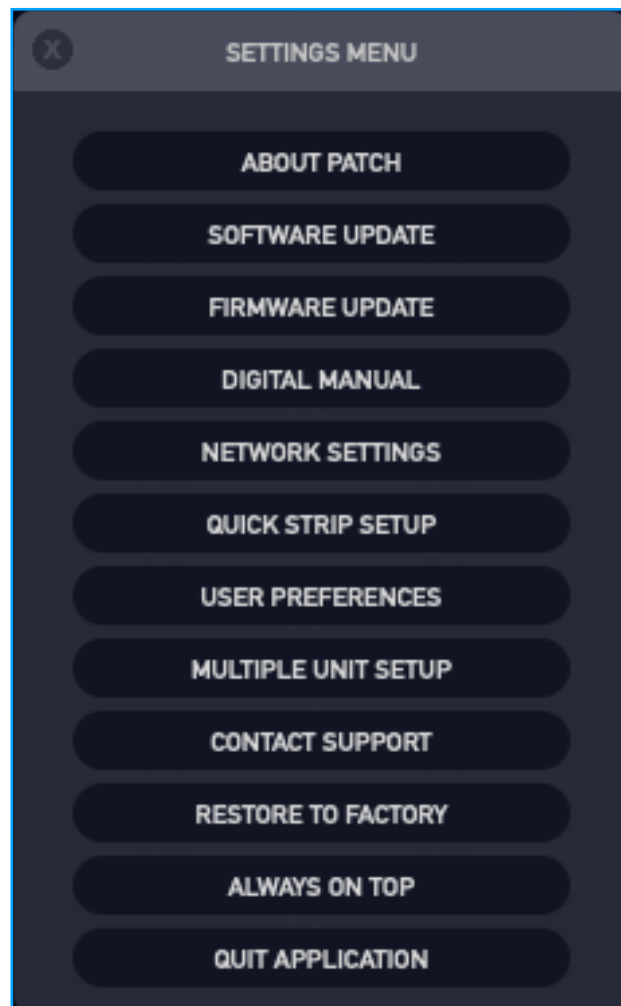 X
SETTINGS MENU
ABOUT PATCH
SOFTWARE UPDATE
FIRMWARE UPDATE
DIGITAL MANUAL
NETWORK SETTINGS
QUICK STRIP SETUP
USER PREFERENCES
MULTIPLE UNIT SETUP
CONTACT SUPPORT
RESTORE TO FACTORY
ALWAYS ON TOP
QUIT APPLICATION